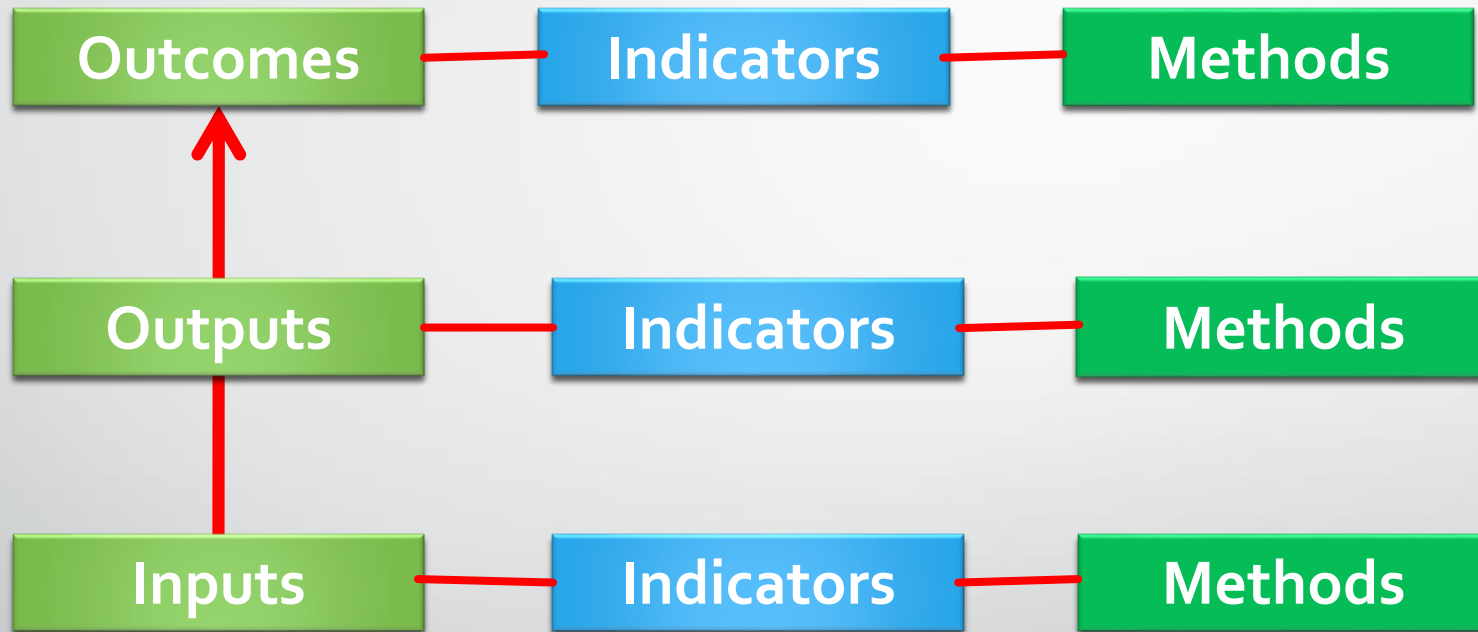 Outcomes Indicators Methods
Outputs Indicators Methods
Inputs Indicators Methods